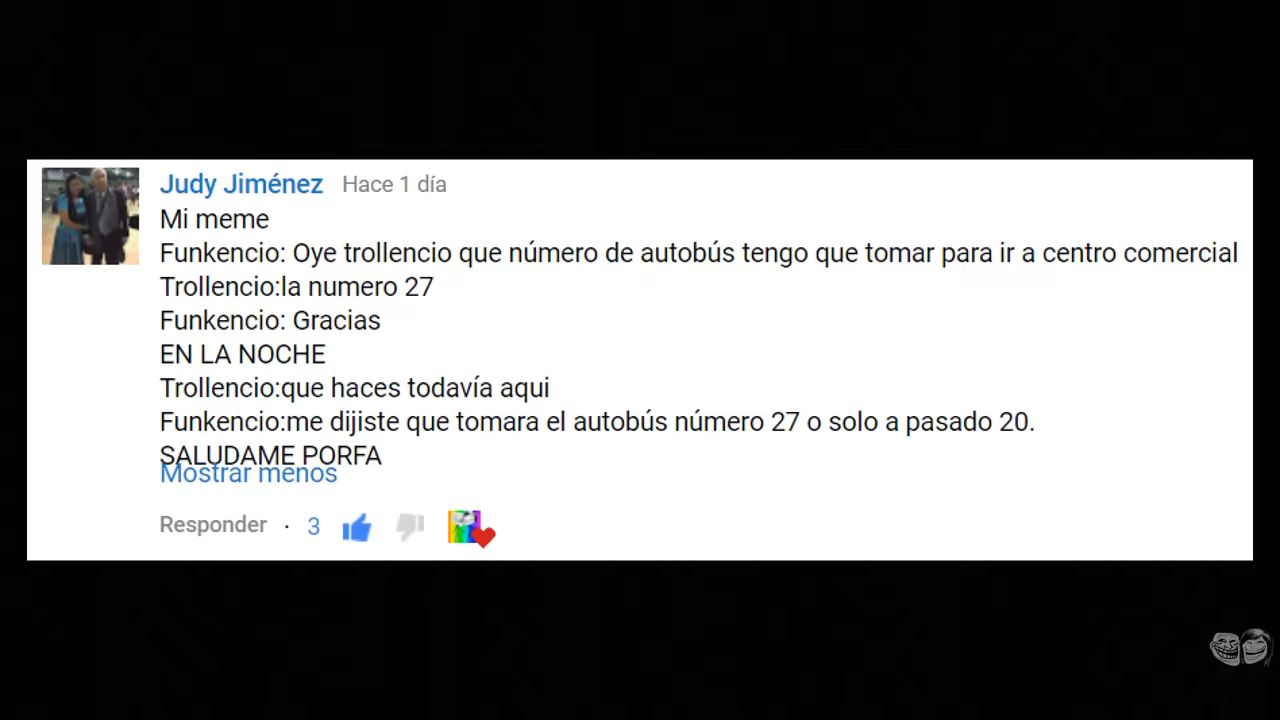 Judy Jiménez Hace 1 día
Mi meme
Funkencio: Oye trollencio que número de autobús tengo que tomar para ir a centro comercial
Trollencio:la numero 27
Funkencio: Gracias
EN LA NOCHE
Trollencio:que haces todavía aqui
Funkencio:me dijiste que tomara el autobús número 27 o solo a pasado 20.
SALUDAME PORFA
Mostrar menos
Responder · 3